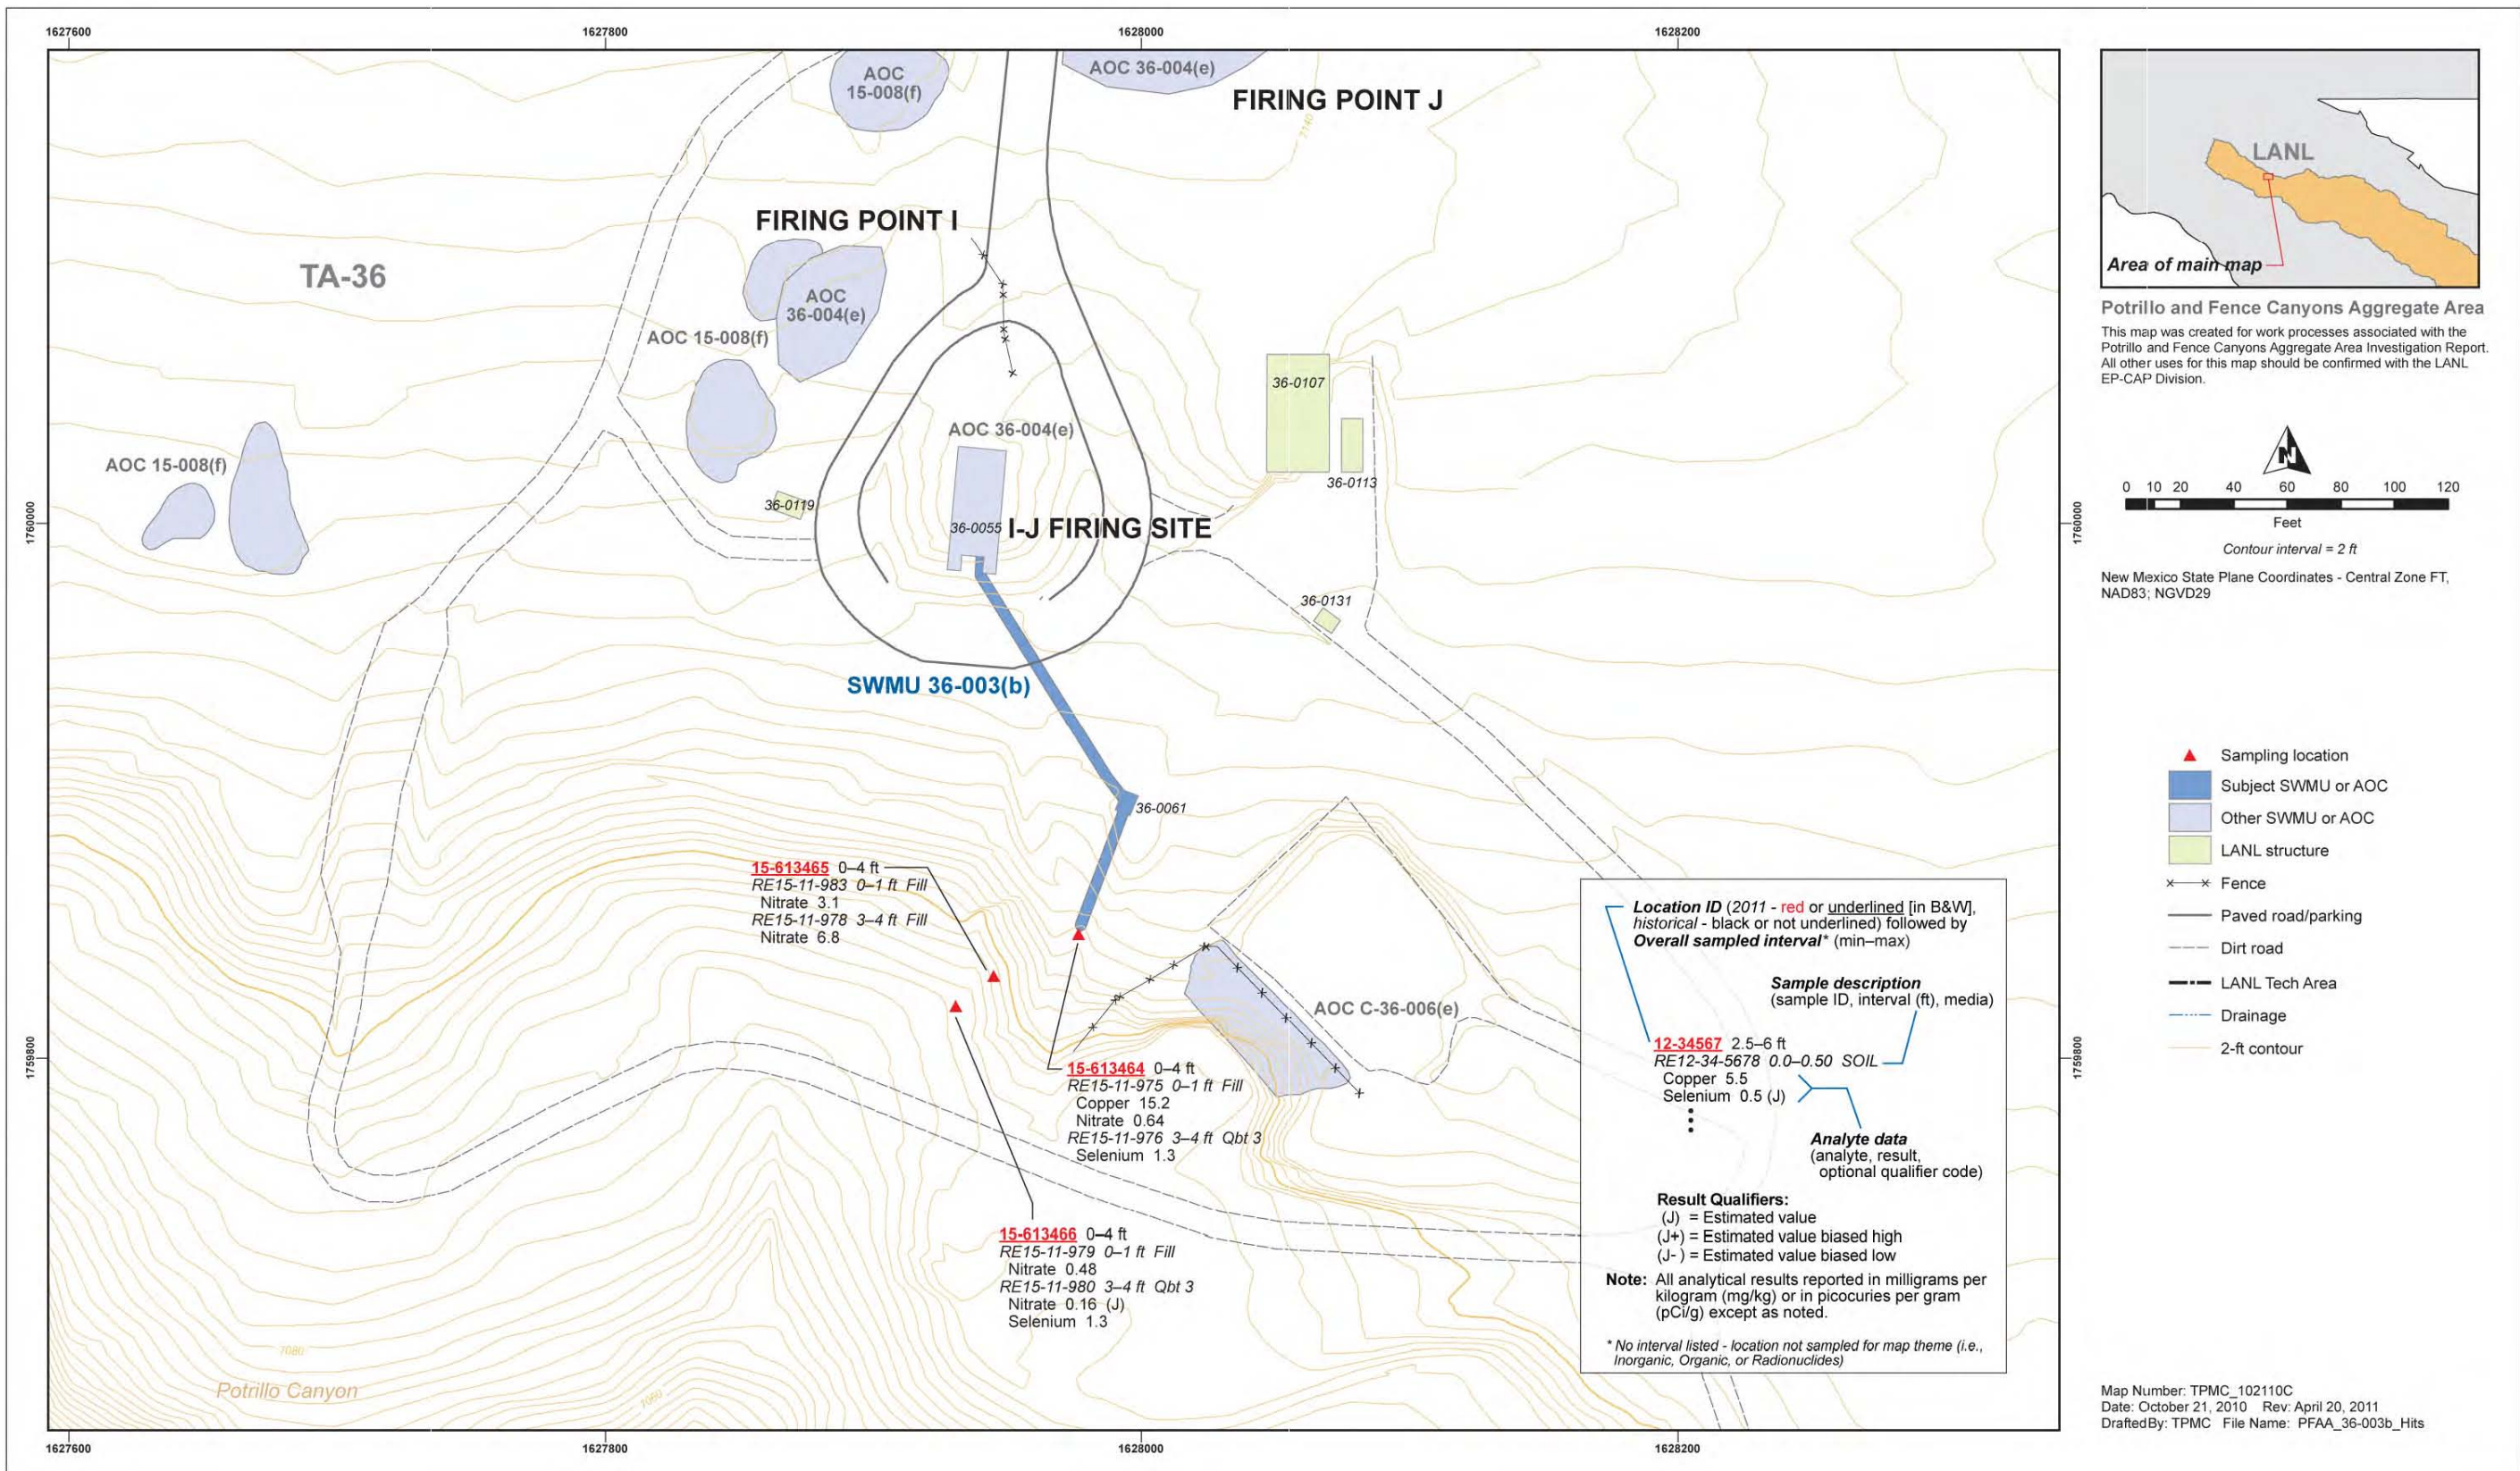 1627600
1627800
1628000
1628200
AOC
15-008(f)
AOC 36-004(e)
FIRING POINT J
7140
FIRING POINT I
TA-36
AOC
36-004(e)
AOC 15-008(f)
36-0107
AOC 36-004(e)
AOC 15-008(f)
36-0113
36-0119
36-0055
I-J FIRING SITE
1760000
1760000
36-0131
SWMU 36-003(b)
36-0061
15-613465 0–4 ft
RE15-11-983 0–1 ft Fill
Nitrate 3.1
RE15-11-978 3–4 ft Fill
Nitrate 6.8
AOC C-36-006(e)
15-613464 0–4 ft
RE15-11-975 0–1 ft Fill
Copper 15.2
Nitrate 0.64
RE15-11-976 3–4 ft Qbt 3
Selenium 1.3
1759800
1759800
15-613466 0–4 ft
RE15-11-979 0–1 ft Fill
Nitrate 0.48
RE15-11-980 3–4 ft Qbt 3
Nitrate 0.16 (J)
Selenium 1.3
7080
7060
Potrillo Canyon
1627600
1627800
1628000
1628200
Location ID (2011 - red or underlined [in B&W],
historical - black or not underlined) followed by
Overall sampled interval* (min–max)
Sample description
(sample ID, interval (ft), media)
12-34567 2.5–6 ft
RE12-34-5678 0.0–0.50 SOIL
Copper 5.5
Selenium 0.5 (J)
Analyte data
(analyte, result,
optional qualifier code)
Result Qualifiers:
(J) = Estimated value
(J+) = Estimated value biased high
(J- ) = Estimated value biased low
Note: All analytical results reported in milligrams per
kilogram (mg/kg) or in picocuries per gram
(pCi/g) except as noted.
* No interval listed - location not sampled for map theme (i.e.,
Inorganic, Organic, or Radionuclides)
LANL
Area of main map
Potrillo and Fence Canyons Aggregate Area
This map was created for work processes associated with the
Potrillo and Fence Canyons Aggregate Area Investigation Report.
All other uses for this map should be confirmed with the LANL
EP-CAP Division.
N
0 10 20 40 60 80 100 120
Feet
Contour interval = 2 ft
New Mexico State Plane Coordinates - Central Zone FT,
NAD83; NGVD29
Sampling location
Subject SWMU or AOC
Other SWMU or AOC
LANL structure
Fence
Paved road/parking
Dirt road
LANL Tech Area
Drainage
2-ft contour
Map Number: TPMC_102110C
Date: October 21, 2010 Rev: April 20, 2011
DraftedBy: TPMC File Name: PFAA_36-003b_Hits